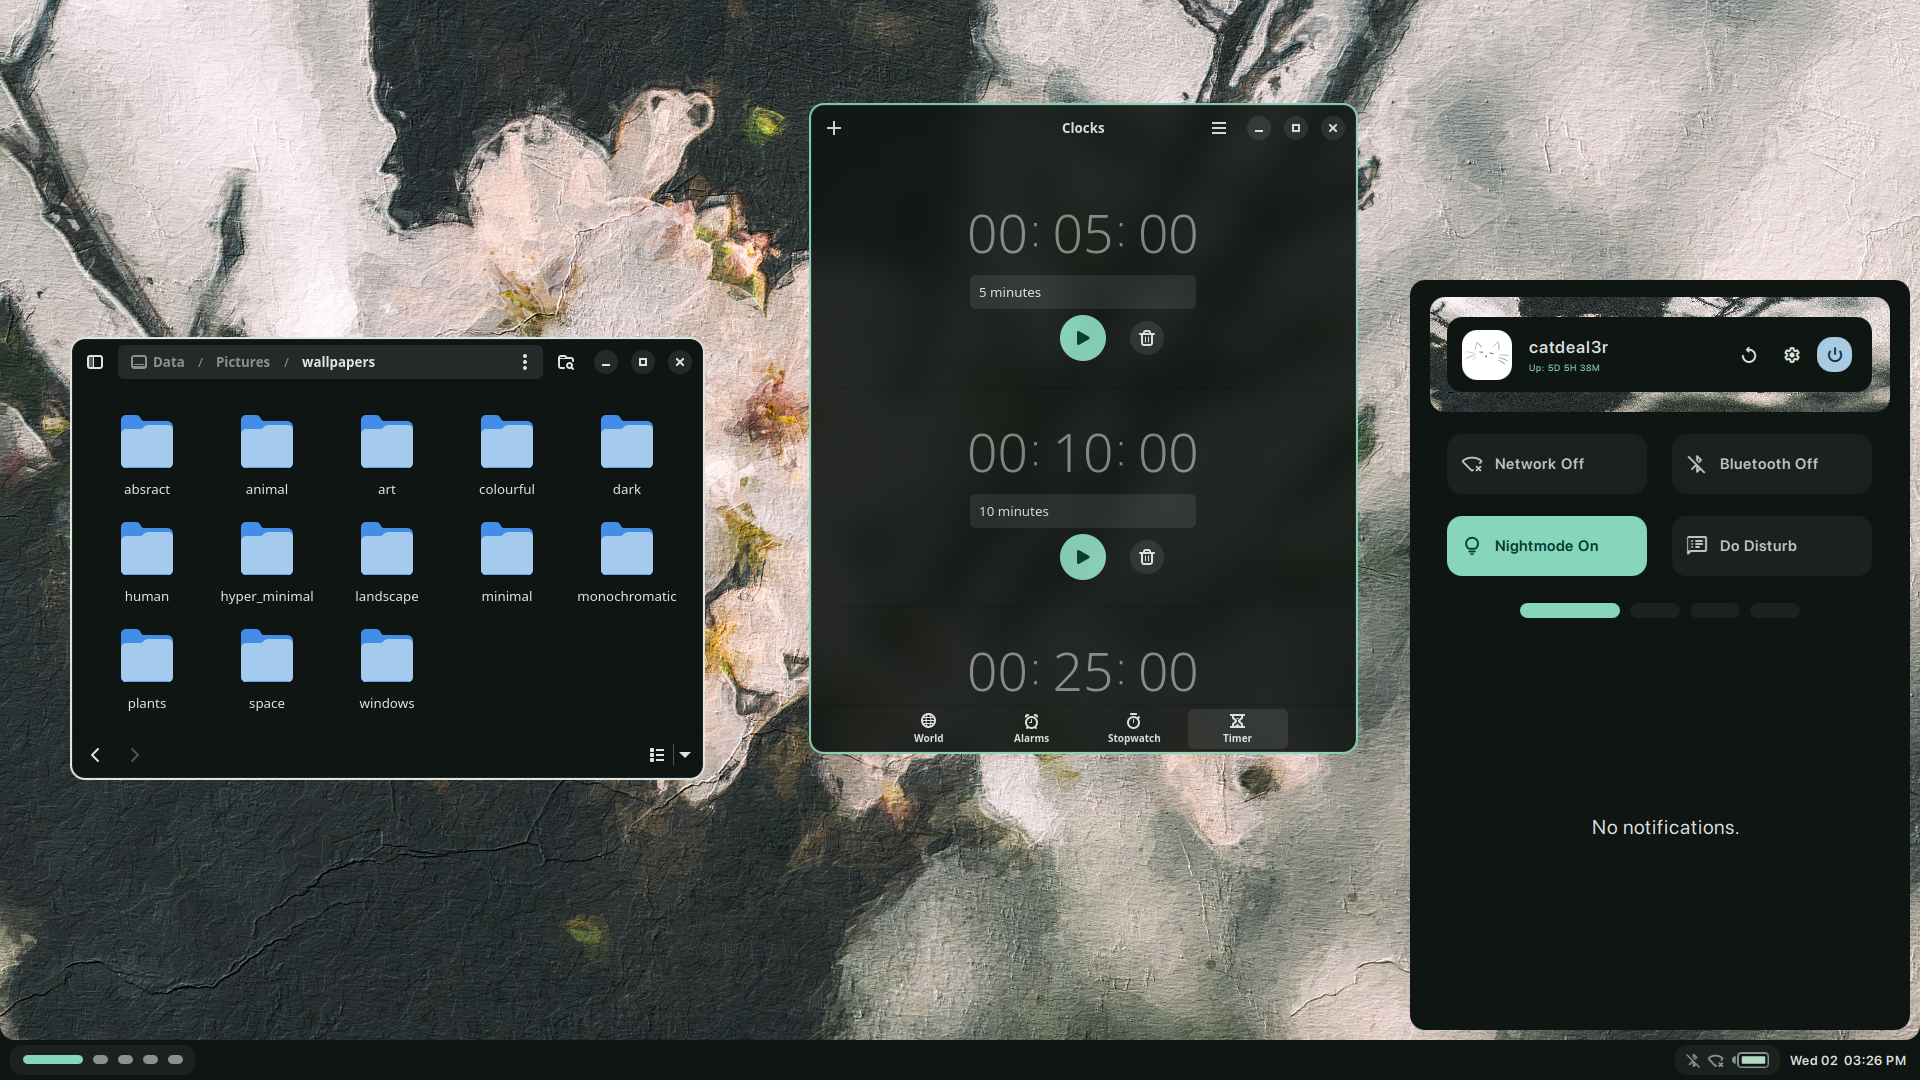 Data / Pictures / wallpapers
absract animal art colourful dark
human hyper_minimal landscape minimal monochromatic
plants space windows
Clocks
00: 05: 00
5 minutes
00: 10: 00
10 minutes
00: 25: 00
World Alarms Stopwatch Timer
catdeal3r
Up: 5D 5H 38M
Network Off Bluetooth Off
Nightmode On Do Disturb
No notifications.
Wed 02 03:26 PM